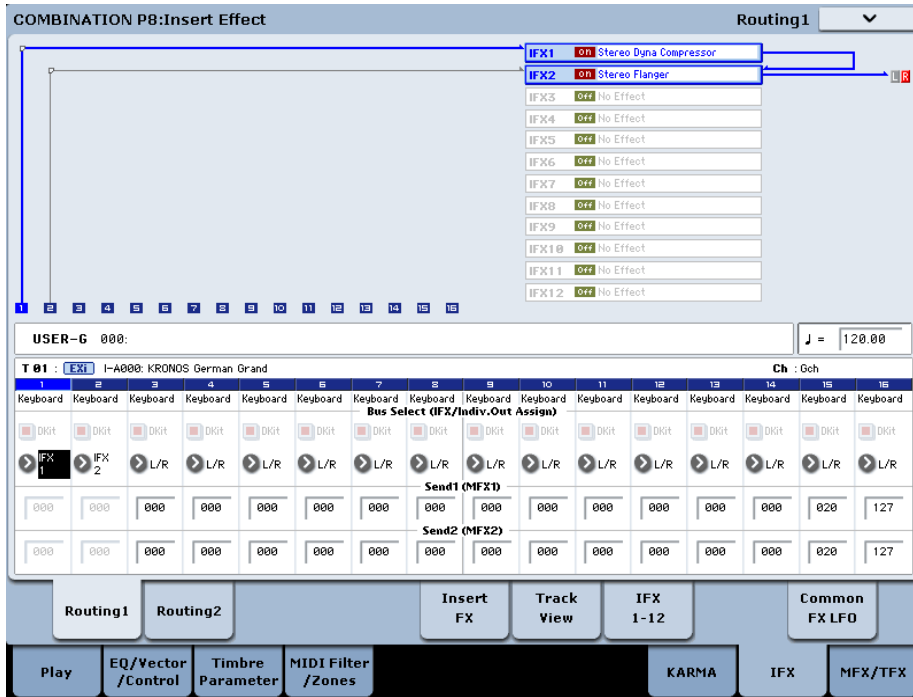 COMBINATION P8:Insert Effect Routing1
IFX1 On Stereo Dyna Compressor
IFX2 On Stereo Flanger
L R
IFX3 Off No Effect
IFX4 Off No Effect
IFX5 Off No Effect
IFX6 Off No Effect
IFX7 Off No Effect
IFX8 Off No Effect
IFX9 Off No Effect
IFX10 Off No Effect
IFX11 Off No Effect
IFX12 Off No Effect
1 2 3 4 5 6 7 8 9 10 11 12 13 14 15 16
USER-G 000: ♩ = 120.00
T 01 : EXi I-A000: KRONOS German Grand Ch : Gch
1 2 3 4 5 6 7 8 9 10 11 12 13 14 15 16
Keyboard Keyboard Keyboard Keyboard Keyboard Keyboard Keyboard Keyboard Keyboard Keyboard Keyboard Keyboard Keyboard Keyboard Keyboard Keyboard
Bus Select (IFX/Indiv.Out Assign)
DKit DKit DKit DKit DKit DKit DKit DKit DKit DKit DKit DKit DKit DKit DKit DKit
IFX 1 IFX 2 L/R L/R L/R L/R L/R L/R L/R L/R L/R L/R L/R L/R L/R L/R
Send1 (MFX1)
000 000 000 000 000 000 000 000 000 000 000 000 000 000 020 127
Send2 (MFX2)
000 000 000 000 000 000 000 000 000 000 000 000 000 000 020 127
Routing1 Routing2 Insert FX Track View IFX 1-12 Common FX LFO
Play EQ/Vector /Control Timbre Parameter MIDI Filter /Zones KARMA IFX MFX/TFX